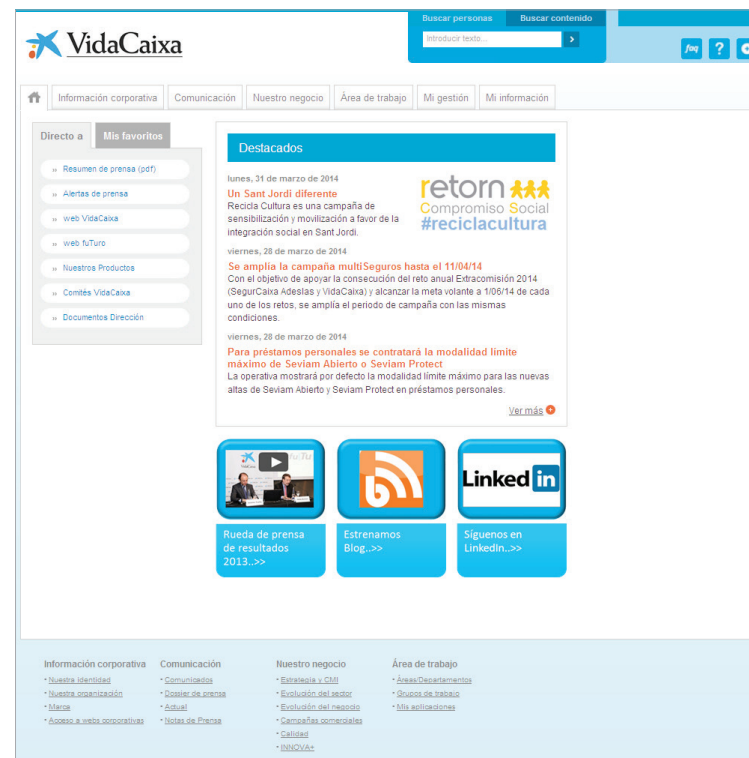 Buscar personas Buscar contenido
VidaCaixa
Introducir texto...
faq ?
Información corporativa Comunicación Nuestro negocio Área de trabajo Mi gestión Mi información
Directo a Mis favoritos
Resumen de prensa (pdf)
Alertas de prensa
web VidaCaixa
web fuTuro
Nuestros Productos
Comités VidaCaixa
Documentos Dirección
Destacados
lunes, 31 de marzo de 2014
Un Sant Jordi diferente
Recicla Cultura es una campaña de
sensibilización y movilización a favor de la
integración social en Sant Jordi.
retorn
Compromiso Social
#reciclacultura
viernes, 28 de marzo de 2014
Se amplia la campaña multiSeguros hasta el 11/04/14
Con el objetivo de apoyar la consecución del reto anual Extracomisión 2014
(SegurCaixa Adeslas y VidaCaixa) y alcanzar la meta volante a 1/06/14 de cada
uno de los retos, se amplía el periodo de campaña con las mismas
condiciones.
viernes, 28 de marzo de 2014
Para préstamos personales se contratará la modalidad límite
máximo de Seviam Abierto o Seviam
Protect
La operativa mostrará por defecto la modalidad límite máximo para las nuevas
altas de Seviam Abierto y Seviam Protect en préstamos personales.
Ver más
Rueda de prensa
de resultados
2013..>>
Estrenamos
Blog..>>
Linked in
Síguenos en
LinkedIn..>>
Información corporativa
Nuestra identidad
Nuestra organización
Marca
Acceso a webs corporativas
Comunicación
Comunicados
Dossier de prensa
Actual
Notas de Prensa
Nuestro negocio
Estrategia y CMI
Evolución del sector
Evolución del negocio
Campañas comerciales
Calidad
INNOVA+
Área de trabajo
Áreas/Departamentos
Grupos de trabajo
Mis aplicaciones